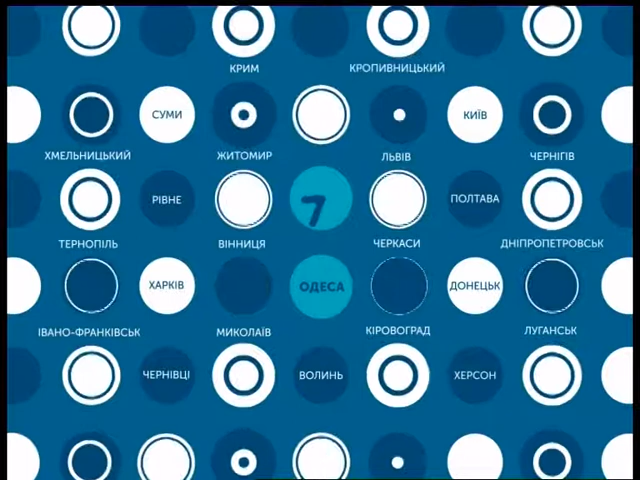 КРИМ
КРОПИВНИЦЬКИЙ
СУМИ
КИЇВ
ХМЕЛЬНИЦЬКИЙ
ЖИТОМИР
ЛЬВІВ
ЧЕРНІГІВ
РІВНЕ
7
ПОЛТАВА
ТЕРНОПІЛЬ
ВІННИЦЯ
ЧЕРКАСИ
ДНІПРОПЕТРОВСЬК
ХАРКІВ
ОДЕСА
ДОНЕЦЬК
ІВАНО-ФРАНКІВСЬК
МИКОЛАЇВ
КІРОВОГРАД
ЛУГАНСЬК
ЧЕРНІВЦІ
ВОЛИНЬ
ХЕРСОН